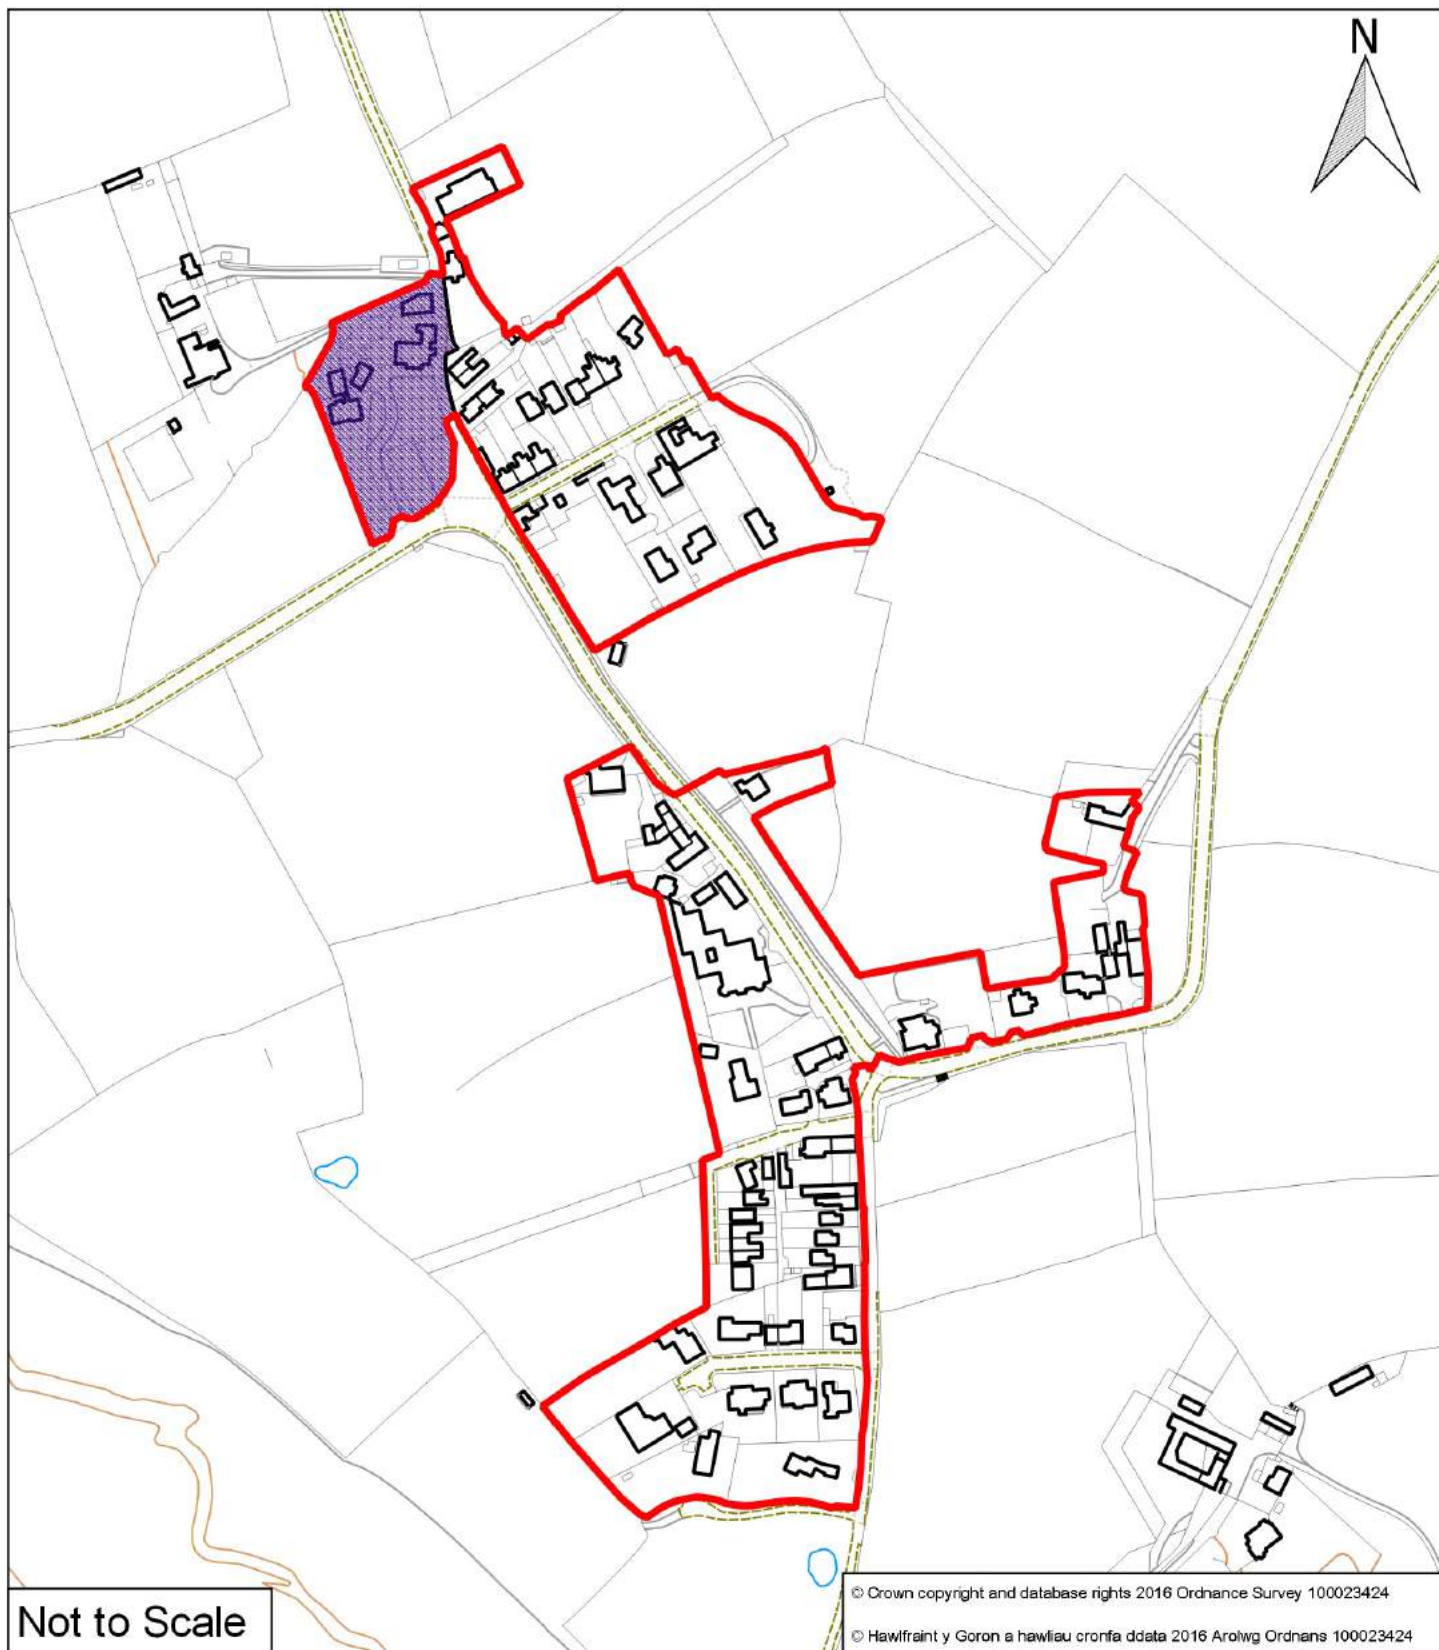 N
Not to Scale
© Crown copyright and database rights 2016 Ordnance Survey 100023424
© Hawlfraint y Goron a hawliau cronfa ddata 2016 Arolwg Ordnans 100023424